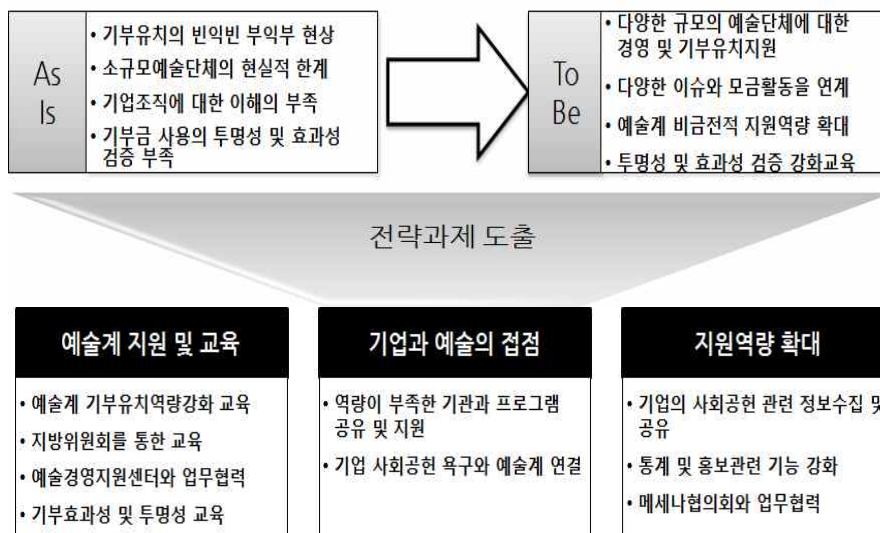 As
Is
• 기부유치의 빈익빈 부익부 현상
• 소규모예술단체의 현실적 한계
• 기업조직에 대한 이해의 부족
• 기부금 사용의 투명성 및 효과성
검증 부족
To
Be
• 다양한 규모의 예술단체에 대한
경영 및 기부유치지원
• 다양한 이슈와 모금활동을 연계
• 예술계 비금전적 지원역량 확대
• 투명성 및 효과성 검증 강화교육
전략과제 도출
예술계 지원 및 교육
• 예술계 기부유치역량강화 교육
• 지방위원회를 통한 교육
• 예술경영지원센터와 업무협력
• 기부효과성 및 투명성 교육
기업과 예술의 접점
• 역량이 부족한 기관과 프로그램
공유 및 지원
• 기업 사회공헌 욕구와 예술계 연결
지원역량 확대
• 기업의 사회공헌 관련 정보수집 및
공유
• 통계 및 홍보관련 기능 강화
• 메세나협의회와 업무협력